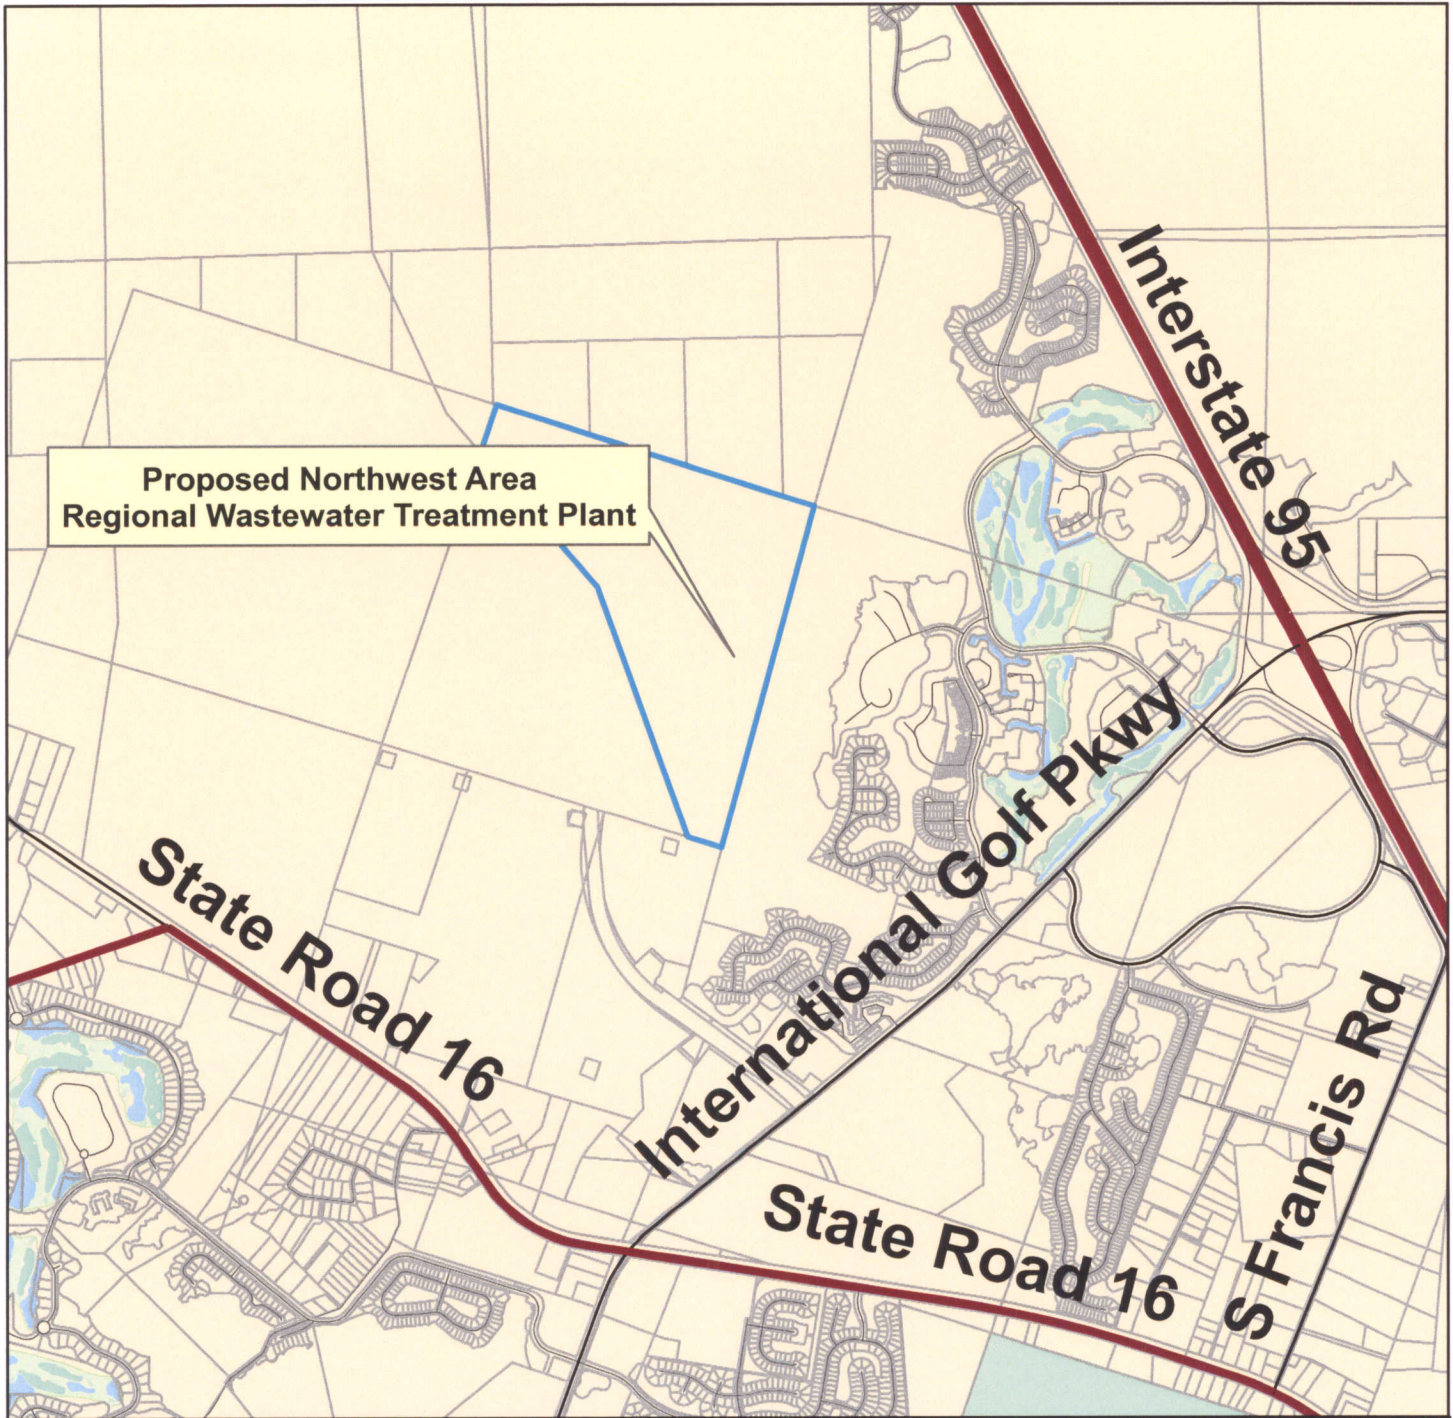 Interstate 95
Proposed Northwest Area
Regional Wastewater Treatment Plant
International Golf Pkwy
State Road 16
State Road 16
S Francis Rd